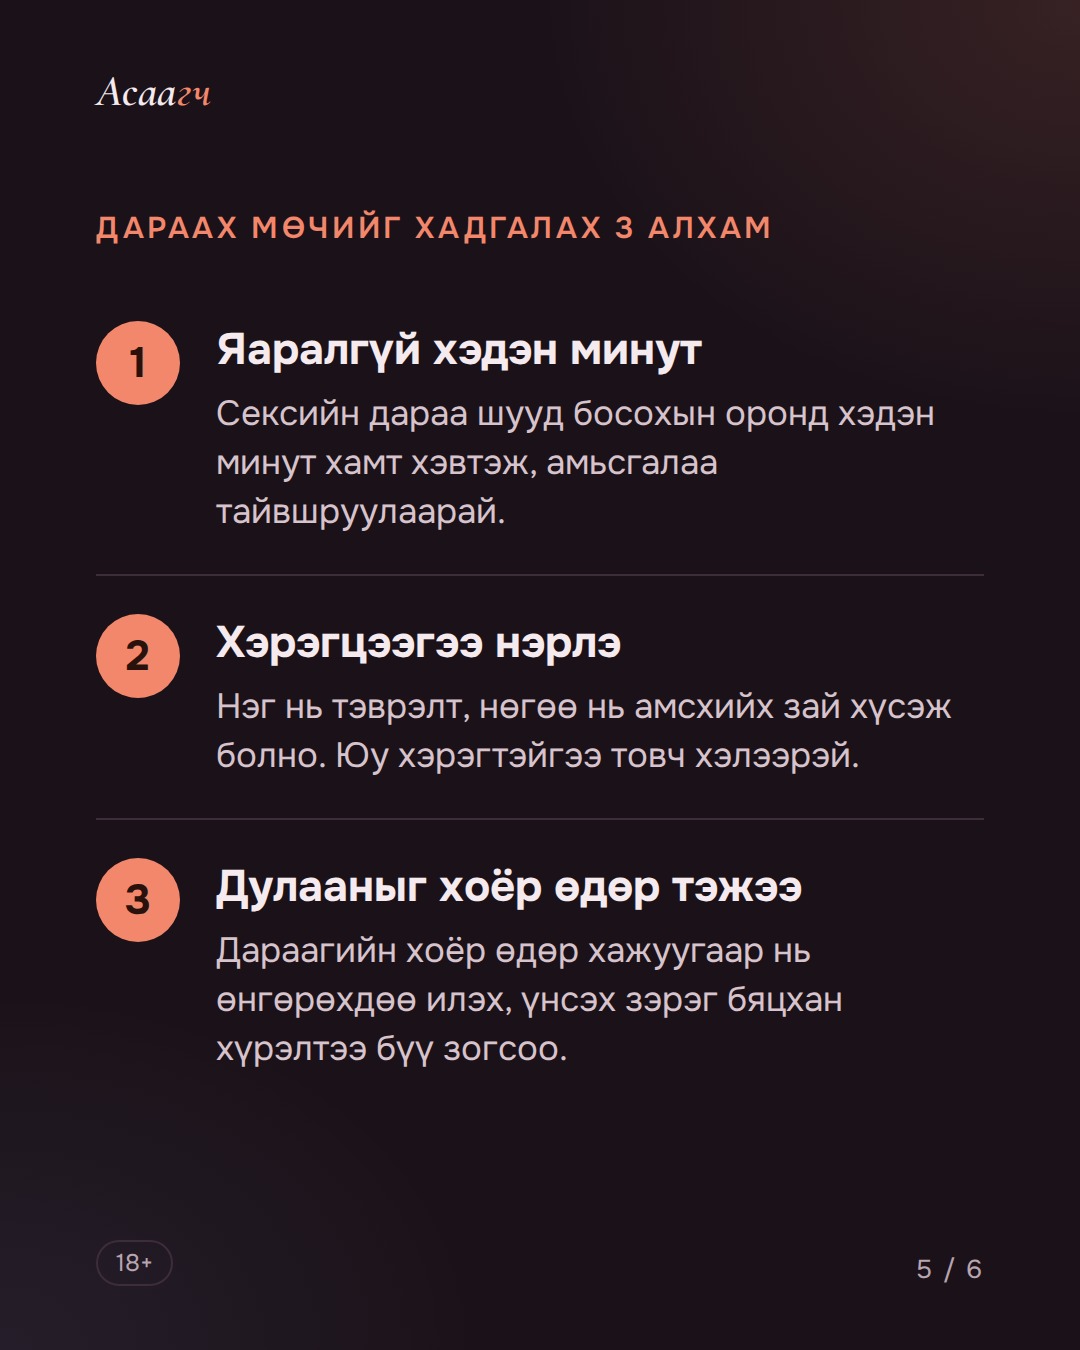 Асаагч
ДАРААХ МӨЧИЙГ ХАДГАЛАХ 3 АЛХАМ
1
Яаралгүй хэдэн минут
Сексийн дараа шууд босохын оронд хэдэн
минут хамт хэвтэж, амьсгалаа
тайвшруулаарай.
2
Хэрэгцээгээ нэрлэ
Нэг нь тэврэлт, нөгөө нь амсхийх зай хүсэж
болно. Юу хэрэгтэйгээ товч хэлээрэй.
3
Дулааныг хоёр өдөр тэжээ
Дараагийн хоёр өдөр хажуугаар нь
өнгөрөхдөө илэх, үнсэх зэрэг бяцхан
хүрэлтээ бүү зогсоо.
18+
5 / 6